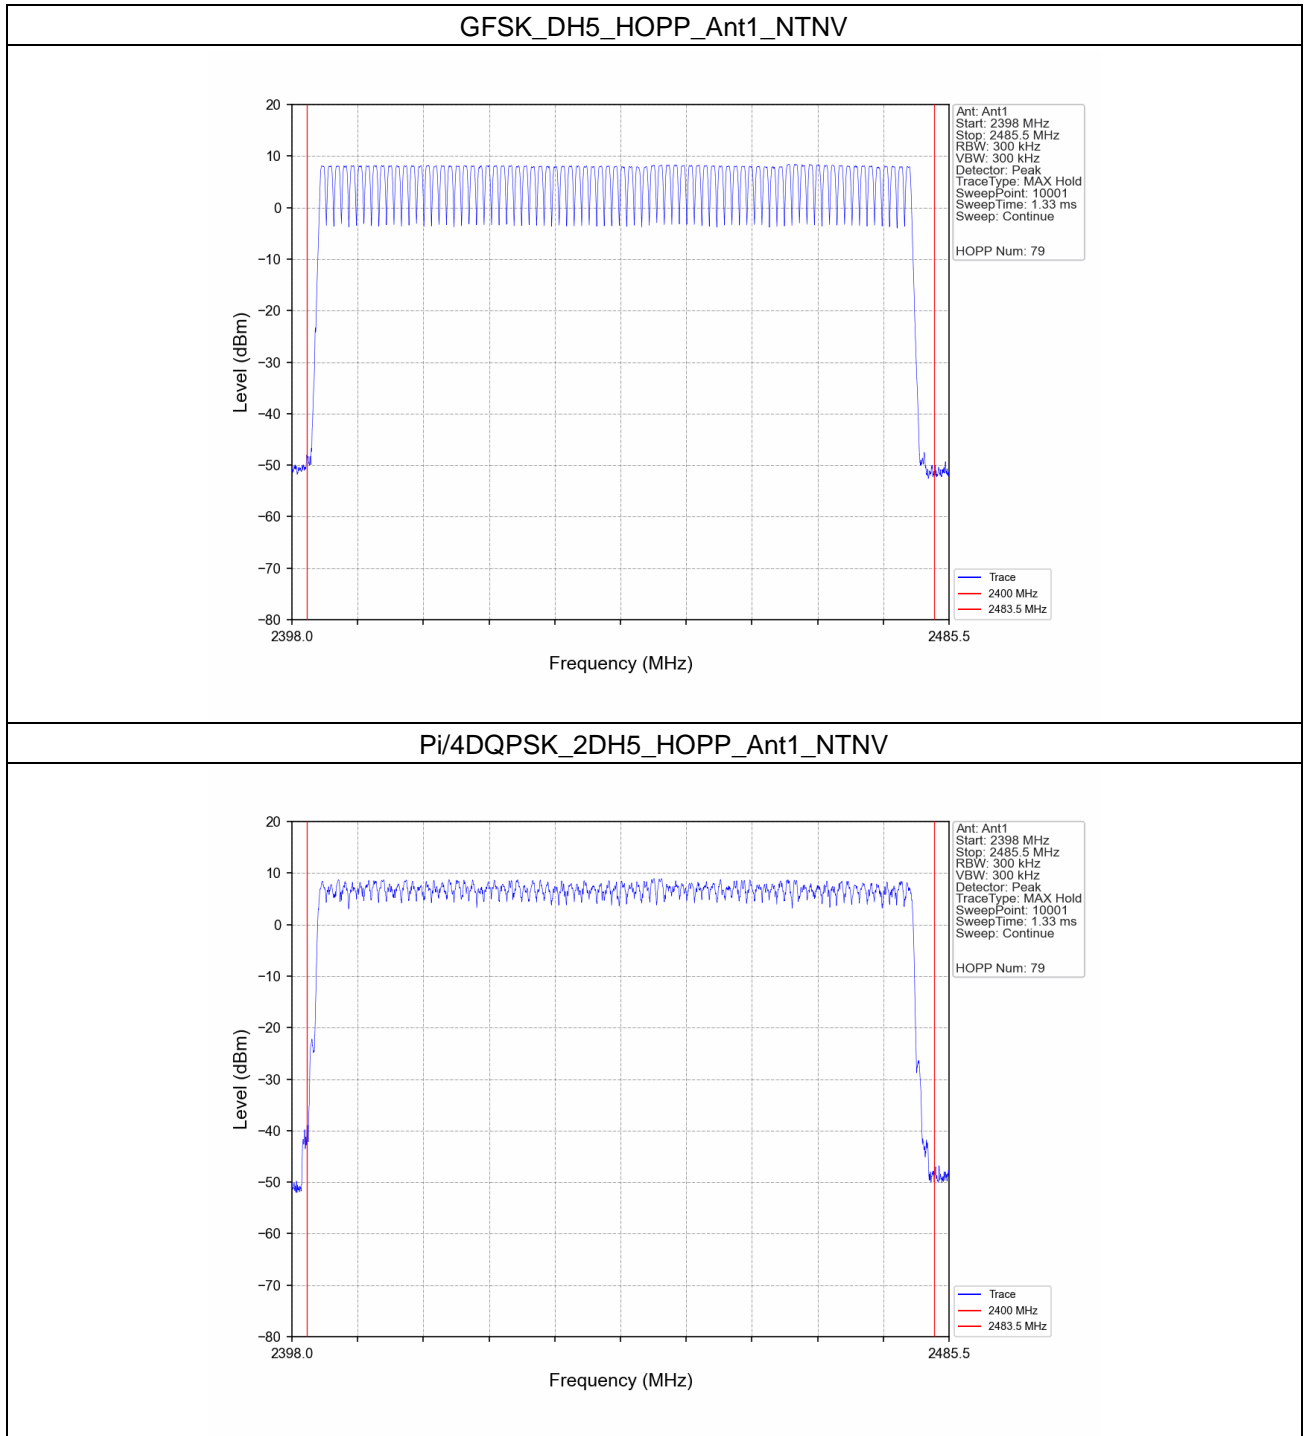 GFSK_DH5_HOPP_Ant1_NTNV
20
10
0
−10
−20
−30
−40
−50
−60
−70
−80
Level (dBm)
2398.0
2485.5
Frequency (MHz)
Ant: Ant1
Start: 2398 MHz
Stop: 2485.5 MHz
RBW: 300 kHz
VBW: 300 kHz
Detector: Peak
TraceType: MAX Hold
SweepPoint: 10001
SweepTime: 1.33 ms
Sweep: Continue
HOPP Num: 79
Trace
2400 MHz
2483.5 MHz
Pi/4DQPSK_2DH5_HOPP_Ant1_NTNV
20
10
0
−10
−20
−30
−40
−50
−60
−70
−80
Level (dBm)
2398.0
2485.5
Frequency (MHz)
Ant: Ant1
Start: 2398 MHz
Stop: 2485.5 MHz
RBW: 300 kHz
VBW: 300 kHz
Detector: Peak
TraceType: MAX Hold
SweepPoint: 10001
SweepTime: 1.33 ms
Sweep: Continue
HOPP Num: 79
Trace
2400 MHz
2483.5 MHz